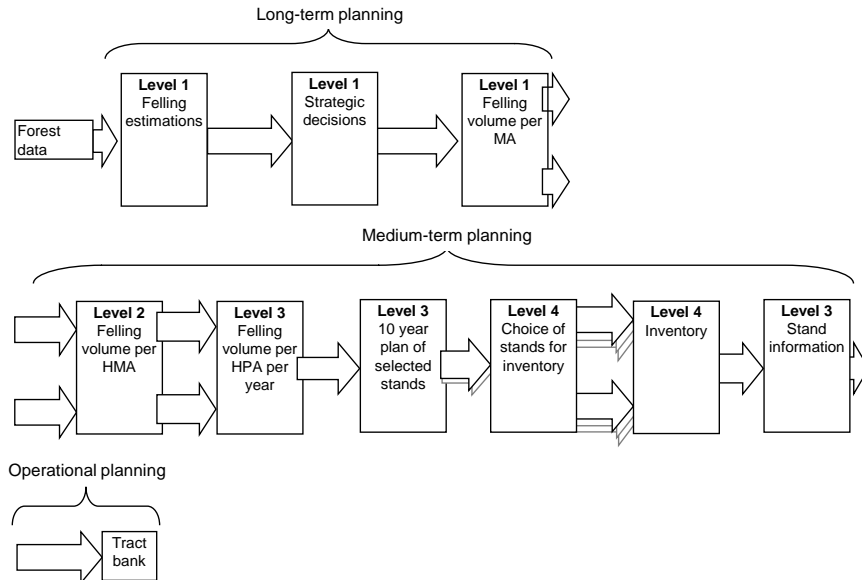 Long-term planning
Forest
data
Level 1
Felling
estimations
Level 1
Strategic
decisions
Level 1
Felling
volume per
MA
Medium-term planning
Level 2
Felling
volume per
HMA
Level 3
Felling
volume per
HPA per
year
Level 3
10 year
plan of
selected
stands
Level 4
Choice of
stands for
inventory
Level 4
Inventory
Level 3
Stand
information
Operational planning
Tract
bank